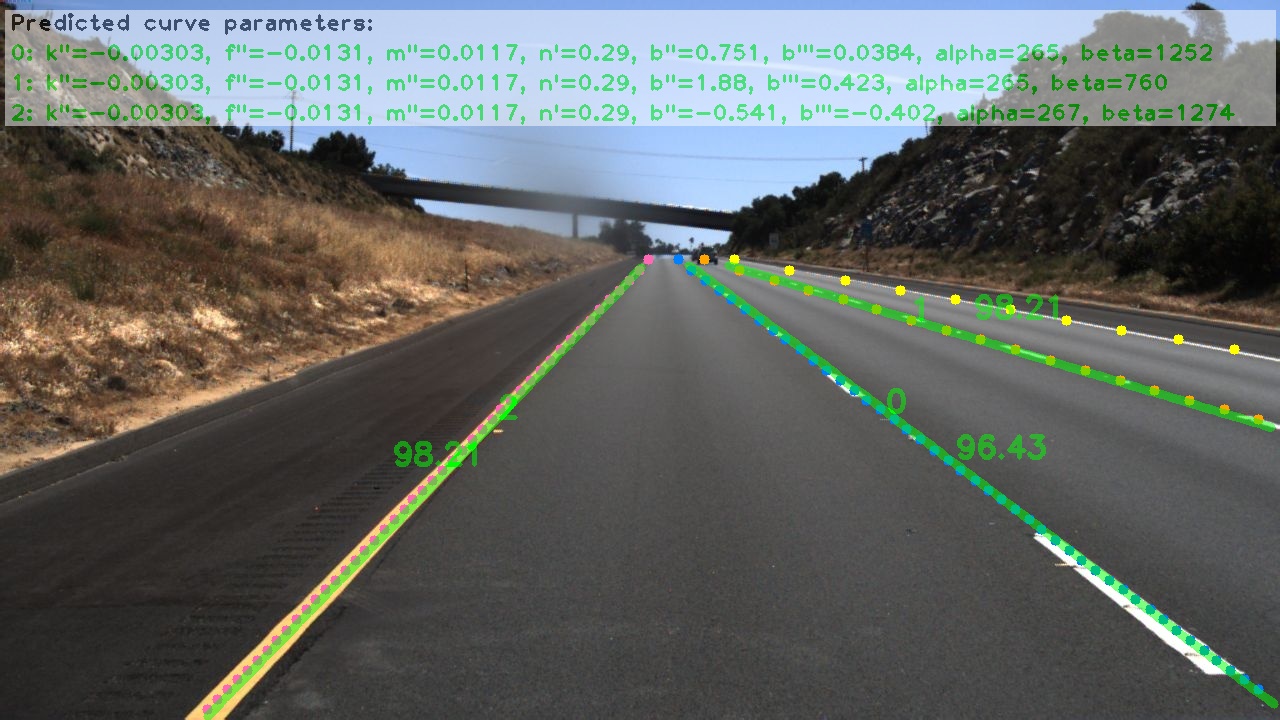 Predicted curve parameters:
0: k''=-0.00303, f''=-0.0131, m''=0.0117, n'=0.29, b''=0.751, b'''=0.0384, alpha=265, beta=1252
1: k''=-0.00303, f''=-0.0131, m''=0.0117, n'=0.29, b''=1.88, b'''=0.423, alpha=265, beta=760
2: k''=-0.00303, f''=-0.0131, m''=0.0117, n'=0.29, b''=-0.541, b'''=-0.402, alpha=267, beta=1274
1 98.21
2 0
98.21 96.43